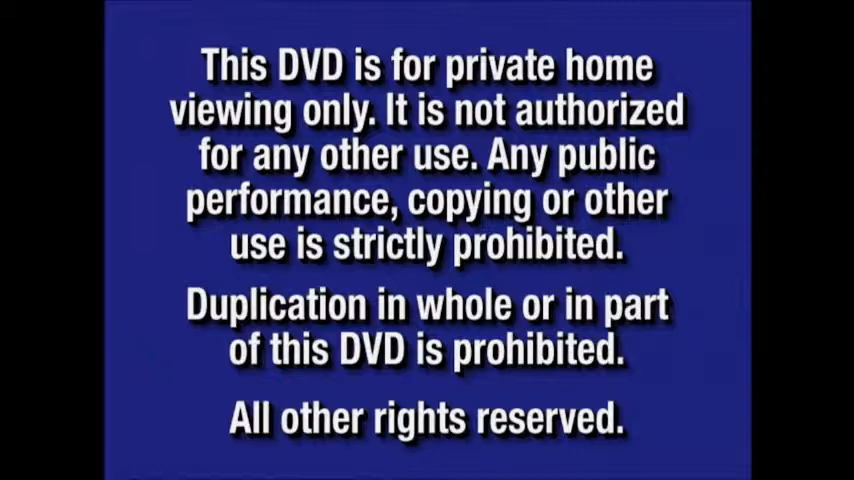 This DVD is for private home
viewing only. It is not authorized
for any other use. Any public
performance, copying or other
use is strictly prohibited.
Duplication in whole or in part
of this DVD is prohibited.
All other rights reserved.